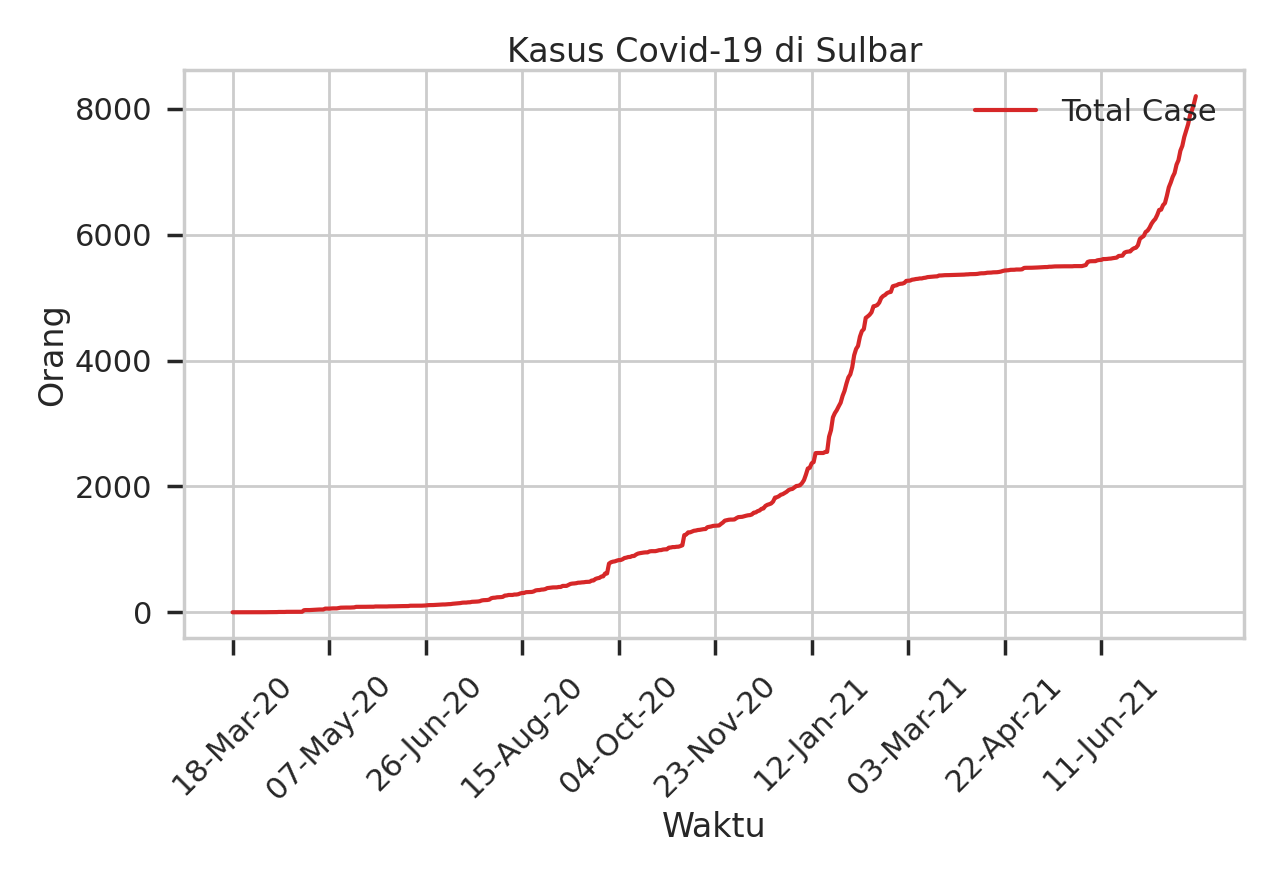 Kasus Covid-19 di Sulbar
Total Case
8000
6000
4000
2000
0
Orang
18-Mar-20
07-May-20
26-Jun-20
15-Aug-20
04-Oct-20
23-Nov-20
12-Jan-21
03-Mar-21
22-Apr-21
11-Jun-21
Waktu